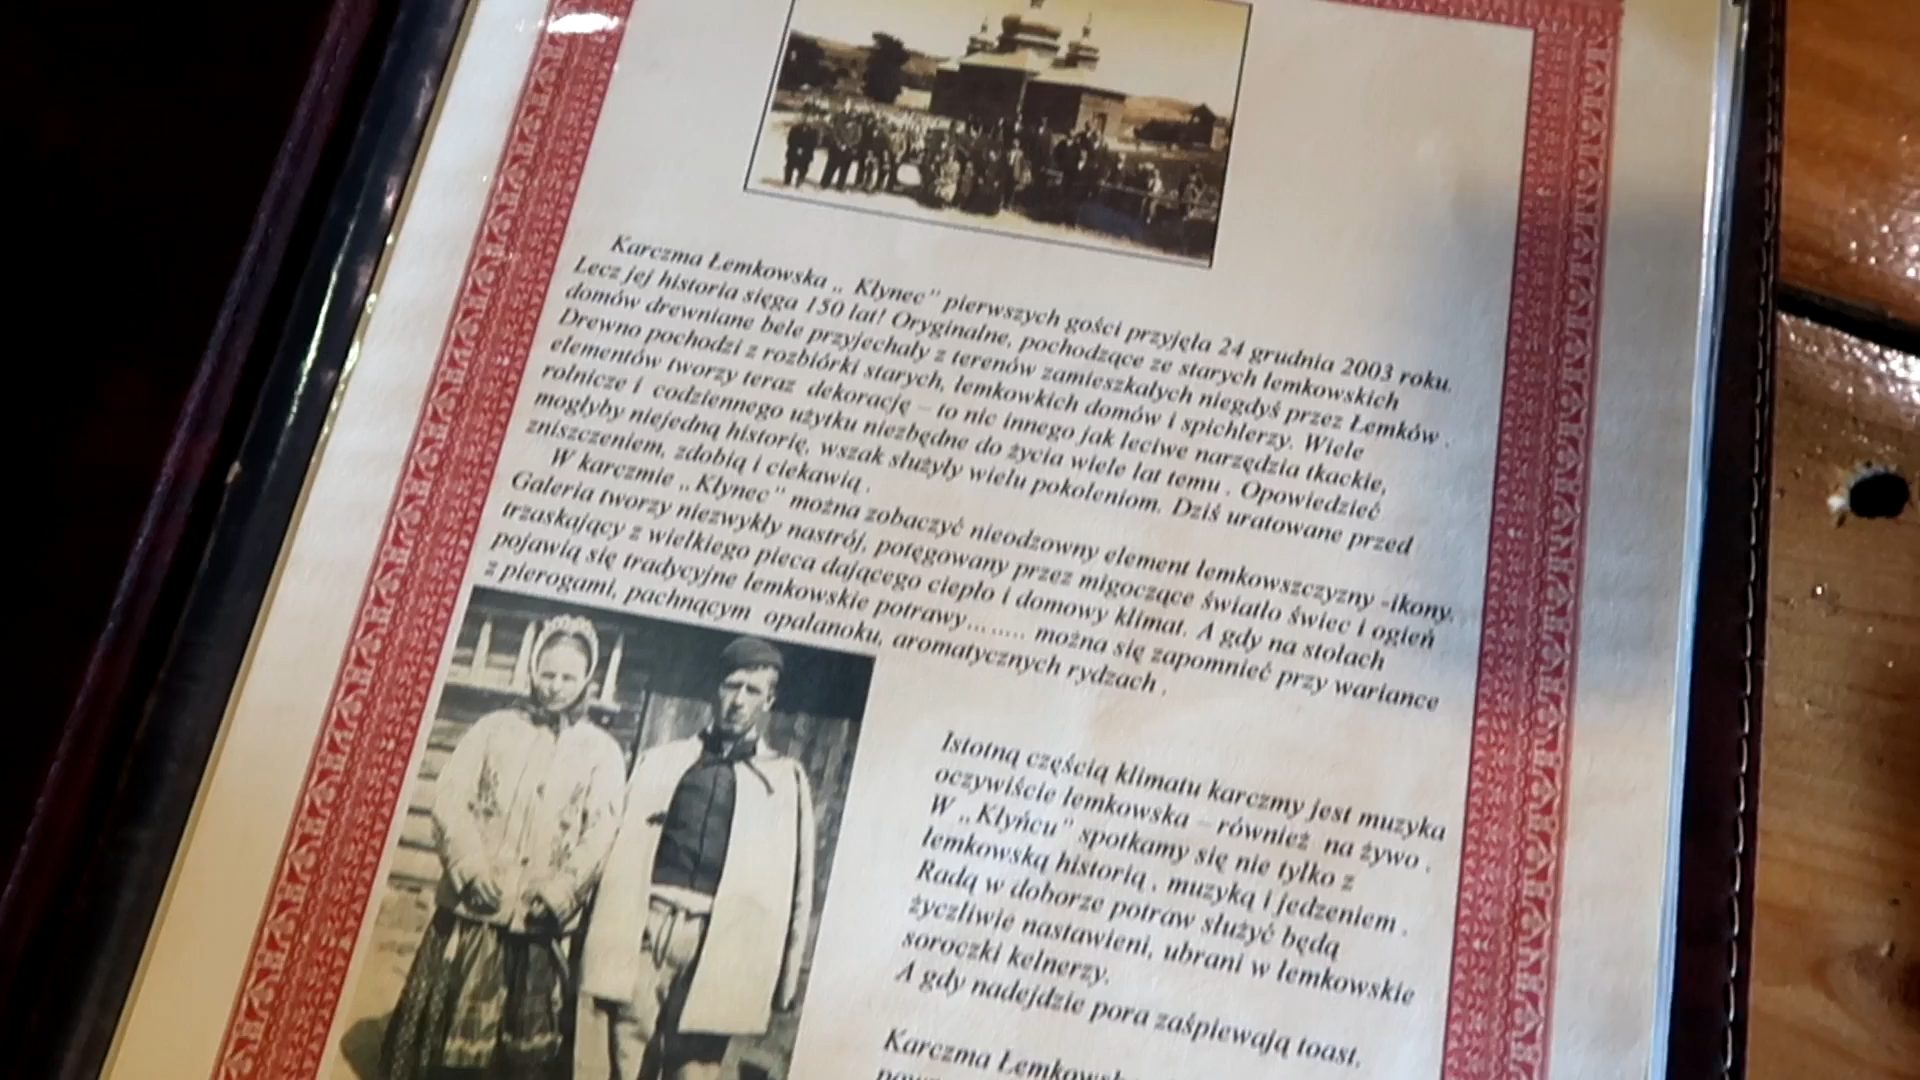 Karczma Łemkowska „ Kłynec” pierwszych gości przyjęła 24 grudnia 2003 roku.
Lecz jej historia sięga 150 lat! Oryginalne, pochodzące ze starych łemkowskich
domów drewniane bele przyjechały z terenów zamieszkałych niegdyś przez Łemków .
Drewno pochodzi z rozbiórki starych, łemkowkich domów i spichlerzy. Wiele
elementów tworzy teraz dekorację – to nic innego jak leciwe narzędzia tkackie,
rolnicze i codziennego użytku niezbędne do życia wiele lat temu . Opowiedzieć
mogłyby niejedną historię, wszak służyły wielu pokoleniom. Dziś uratowane przed
zniszczeniem, zdobią i ciekawią .
W karczmie „ Kłynec ” można zobaczyć nieodzowny element łemkowszczyzny -ikony.
Galeria tworzy niezwykły nastrój, potęgowany przez migoczące światło świec i ogień
trzaskający z wielkiego pieca dającego ciepło i domowy klimat. A gdy na stolach
pojawią się tradycyjne łemkowskie potrawy……... można się zapomnieć przy wariance
z pierogami, pachnącym opalanoku, aromatycznych rydzach .
Istotną częścią klimatu karczmy jest muzyka
oczywiście łemkowska – również na żywo .
W „ Kłyńcu ” spotkamy się nie tylko z
łemkowską historią , muzyką i jedzeniem .
Radą w doborze potraw służyć będą
życzliwie nastawieni, ubrani w łemkowskie
soroczki kelnerzy.
A gdy nadejdzie pora zaśpiewają toast.
Karczma Łemkowska